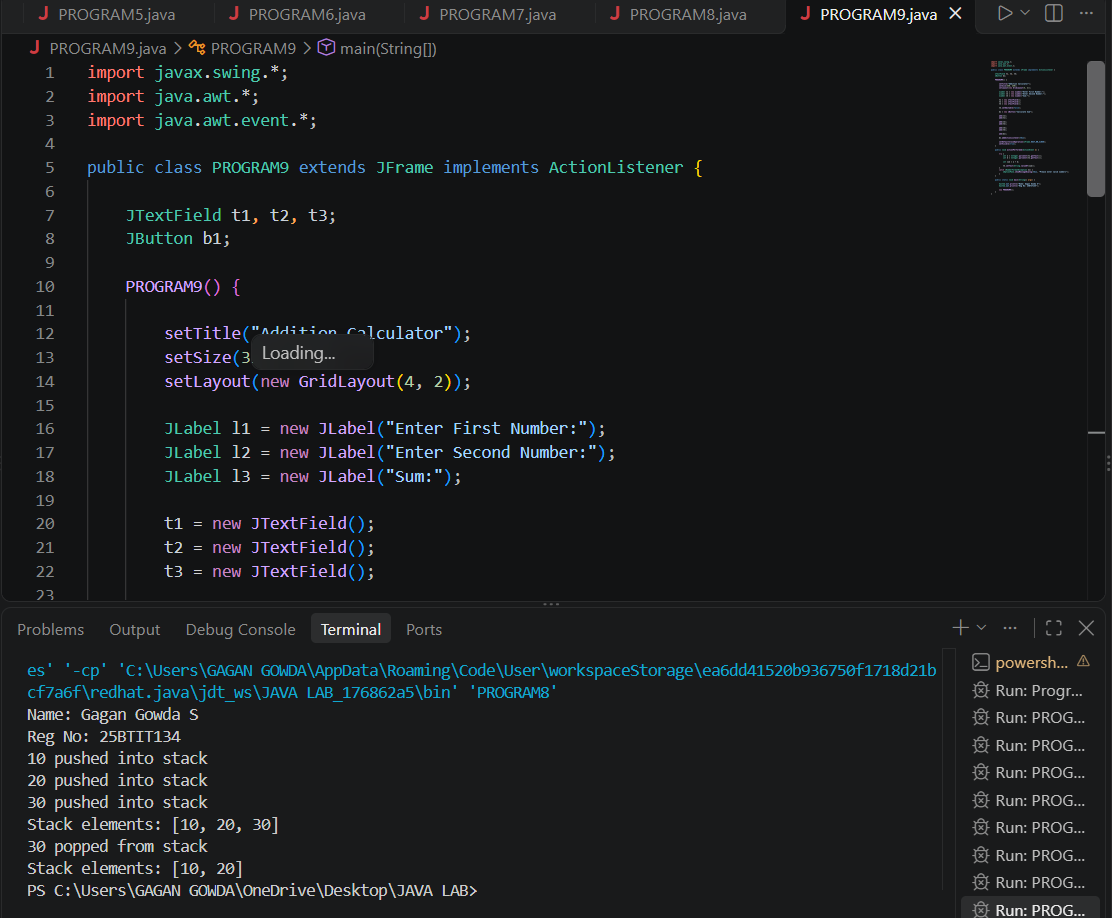 J PROGRAM5.java J PROGRAM6.java J PROGRAM7.java J PROGRAM8.java J PROGRAM9.java
J PROGRAM9.java > PROGRAM9 > main(String[])
1 import javax.swing.*;
2 import java.awt.*;
3 import java.awt.event.*;
4
5 public class PROGRAM9 extends JFrame implements ActionListener {
6
7 JTextField t1, t2, t3;
8 JButton b1;
9
10 PROGRAM9() {
11
12 setTitle("Addition Calculator");
13 setSize(3
Loading...
14 setLayout(new GridLayout(4, 2));
15
16 JLabel l1 = new JLabel("Enter First Number:");
17 JLabel l2 = new JLabel("Enter Second Number:");
18 JLabel l3 = new JLabel("Sum:");
19
20 t1 = new JTextField();
21 t2 = new JTextField();
22 t3 = new JTextField();
23
Problems Output Debug Console Terminal Ports
es' '-cp' 'C:\Users\GAGAN GOWDA\AppData\Roaming\Code\User\workspaceStorage\ea6dd41520b936750f1718d21b
cf7a6f\redhat.java\jdt_ws\JAVA LAB_176862a5\bin' 'PROGRAM8'
Name: Gagan Gowda S
Reg No: 25BTIT134
10 pushed into stack
20 pushed into stack
30 pushed into stack
Stack elements: [10, 20, 30]
30 popped from stack
Stack elements: [10, 20]
PS C:\Users\GAGAN GOWDA\OneDrive\Desktop\JAVA LAB>
powersh...
Run: Progr...
Run: PROG...
Run: PROG...
Run: PROG...
Run: PROG...
Run: PROG...
Run: PROG...
Run: PROG...
Run: PROG...